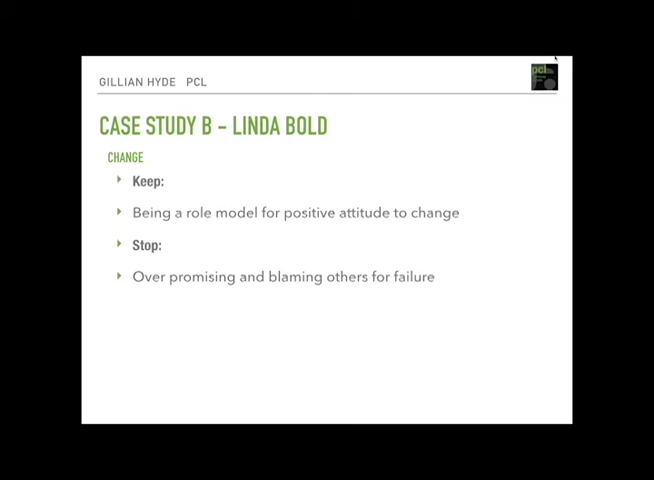 GILLIAN HYDE PCL
pcl
CASE STUDY B - LINDA BOLD
CHANGE
Keep:
Being a role model for positive attitude to change
Stop:
Over promising and blaming others for failure